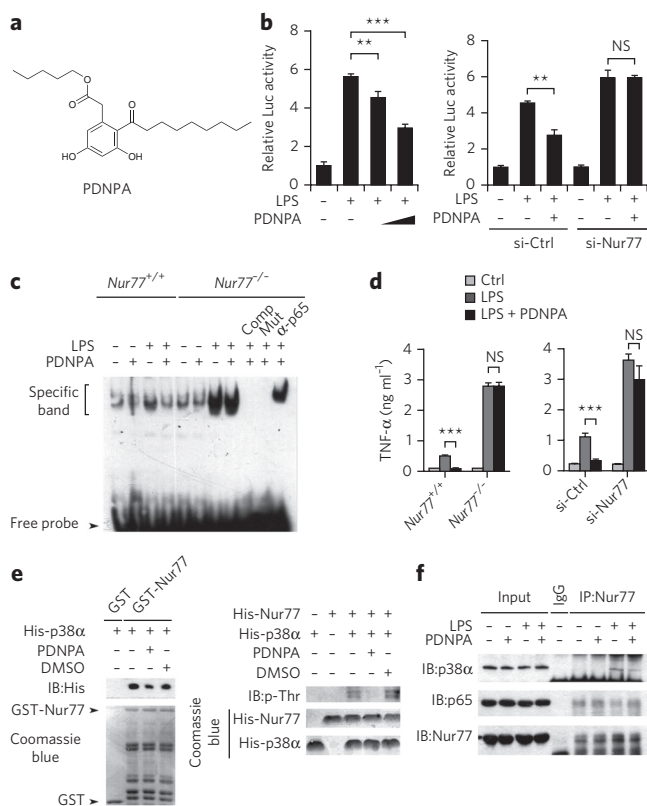 a
O
O
O
HO
OH
PDNPA
b
Relative Luc activity
8
6
4
2
0
***
**
LPS – + + +
PDNPA – –
Relative Luc activity
8
6
4
2
0
**
NS
LPS – + + – + +
PDNPA – – + – – +
si-Ctrl si-Nur77
c
Nur77+/+ Nur77−/−
Comp
Mut
α-p65
LPS – – + + – – + + + + +
PDNPA – + – + – + – + + + +
Specific
band
Free probe
d
Ctrl
LPS
LPS + PDNPA
TNF-α (ng ml−1)
4
3
2
1
0
***
NS
Nur77+/+
Nur77−/−
4
3
2
1
0
***
NS
si-Ctrl
si-Nur77
e
GST
GST-Nur77
His-p38α + + + +
PDNPA – – + –
DMSO – – – +
IB:His
GST-Nur77
Coomassie
blue
GST
His-Nur77 – + + + +
His-p38α + – + + +
PDNPA – – – + –
DMSO – – – – +
IB:p-Thr
Coomassie
blue
His-Nur77
His-p38α
f
Input IgG IP:Nur77
LPS – – + + – – + +
PDNPA – + – + – + – +
IB:p38α
IB:p65
IB:Nur77